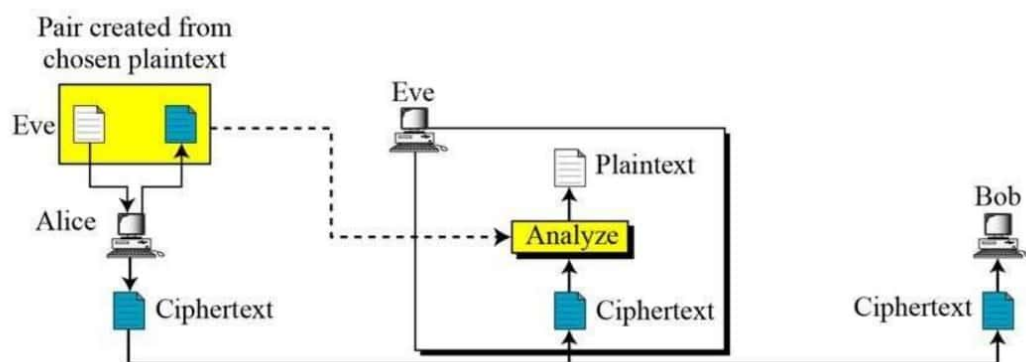 Pair created from
chosen plaintext
Eve
Eve
Plaintext
Alice
Bob
Analyze
Ciphertext
Ciphertext
Ciphertext